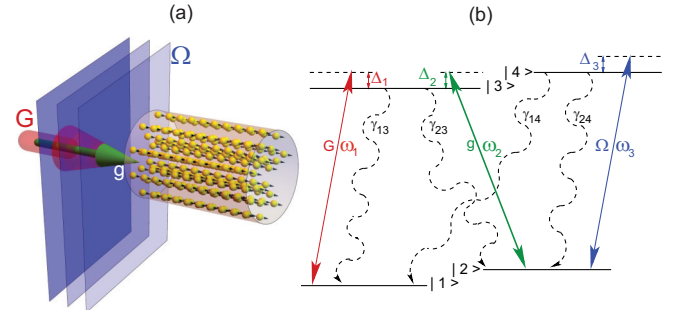 (a)
(b)
Ω
G
g
Δ₁
Δ₂
| 3 >
| 4 >
Δ₃
γ₁₃
γ₂₃
γ₁₄
γ₂₄
G ω₁
g ω₂
Ω ω₃
| 2 >
| 1 >